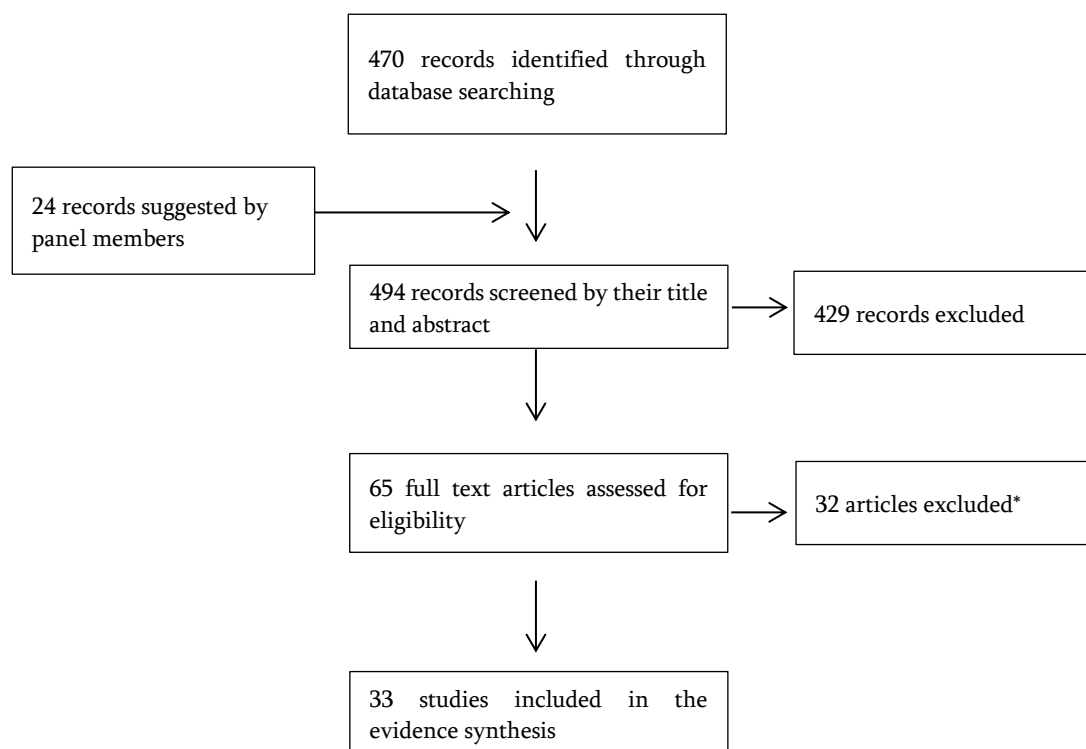 470 records identified through
database searching
24 records suggested by
panel members
494 records screened by their title
and abstract
429 records excluded
65 full text articles assessed for
eligibility
32 articles excluded*
33 studies included in the
evidence synthesis